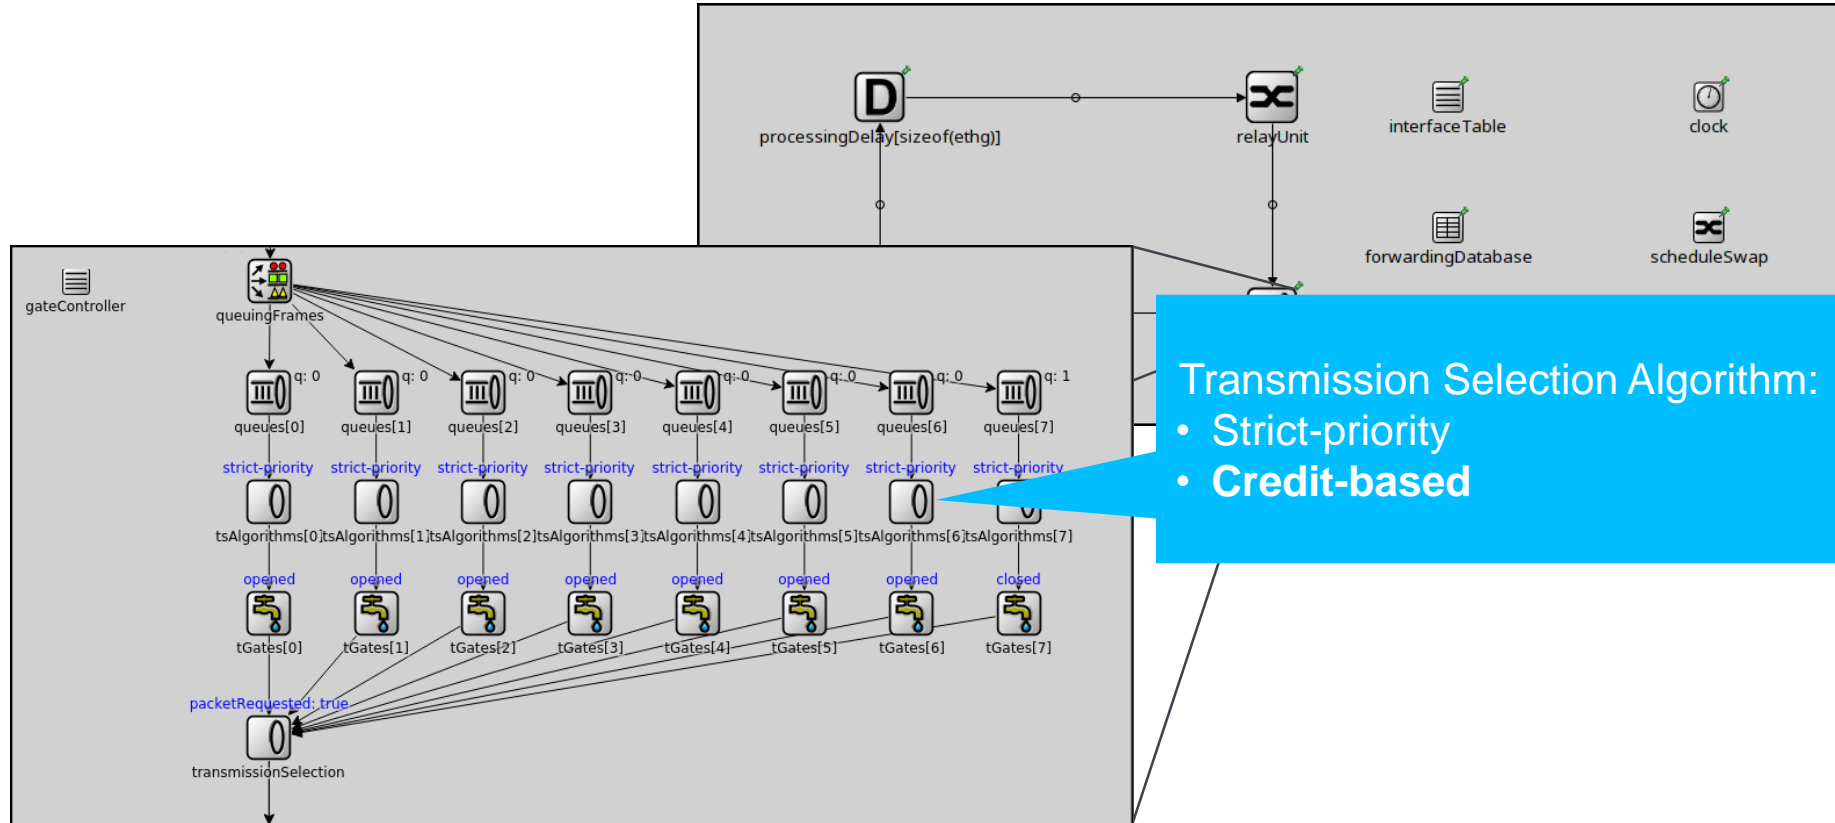 D
processingDelay[sizeof(ethg)]
relayUnit
interfaceTable
clock
forwardingDatabase
scheduleSwap
gateController
queuingFrames
q: 0 q: 0 q: 0 q: 0 q: 0 q: 0 q: 0 q: 1
queues[0] queues[1] queues[2] queues[3] queues[4] queues[5] queues[6] queues[7]
strict-priority strict-priority strict-priority strict-priority strict-priority strict-priority strict-priority strict-priority
tsAlgorithms[0] tsAlgorithms[1] tsAlgorithms[2] tsAlgorithms[3] tsAlgorithms[4] tsAlgorithms[5] tsAlgorithms[6] tsAlgorithms[7]
opened opened opened opened opened opened opened closed
tGates[0] tGates[1] tGates[2] tGates[3] tGates[4] tGates[5] tGates[6] tGates[7]
packetRequested: true
transmissionSelection
Transmission Selection Algorithm:
• Strict-priority
• Credit-based